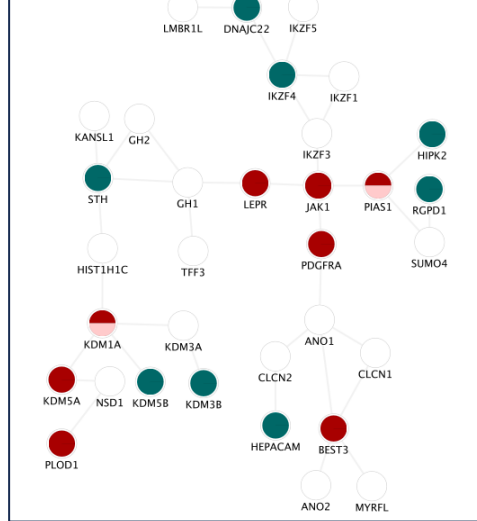 LMBR1L DNAJC22 IKZF5
IKZF4 IKZF1
KANSL1 GH2 IKZF3 HIPK2
STH GH1 LEPR JAK1 PIAS1 RGPD1
HIST1H1C TFF3 PDGFRA SUMO4
KDM1A KDM3A ANO1
CLCN2 CLCN1
KDM5A NSD1 KDM5B KDM3B
PLOD1 HEPACAM BEST3
ANO2 MYRFL